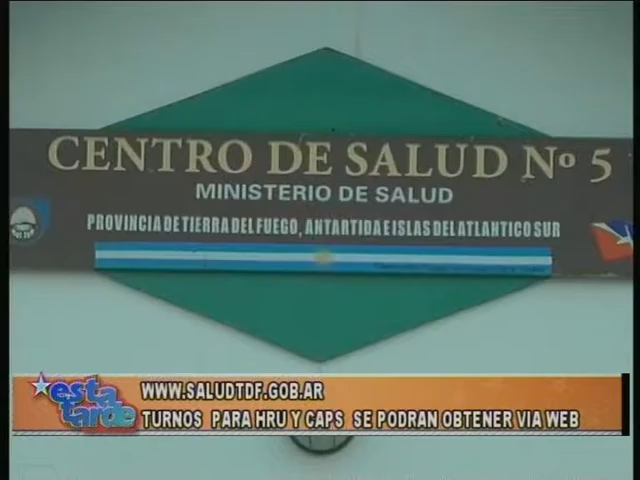 CENTRO DE SALUD Nº 5
MINISTERIO DE SALUD
PROVINCIA DE TIERRA DEL FUEGO, ANTARTIDA E ISLAS DEL ATLANTICO SUR
esta tarde
WWW.SALUDTDF.GOB.AR
TURNOS PARA HRU Y CAPS SE PODRAN OBTENER VIA WEB